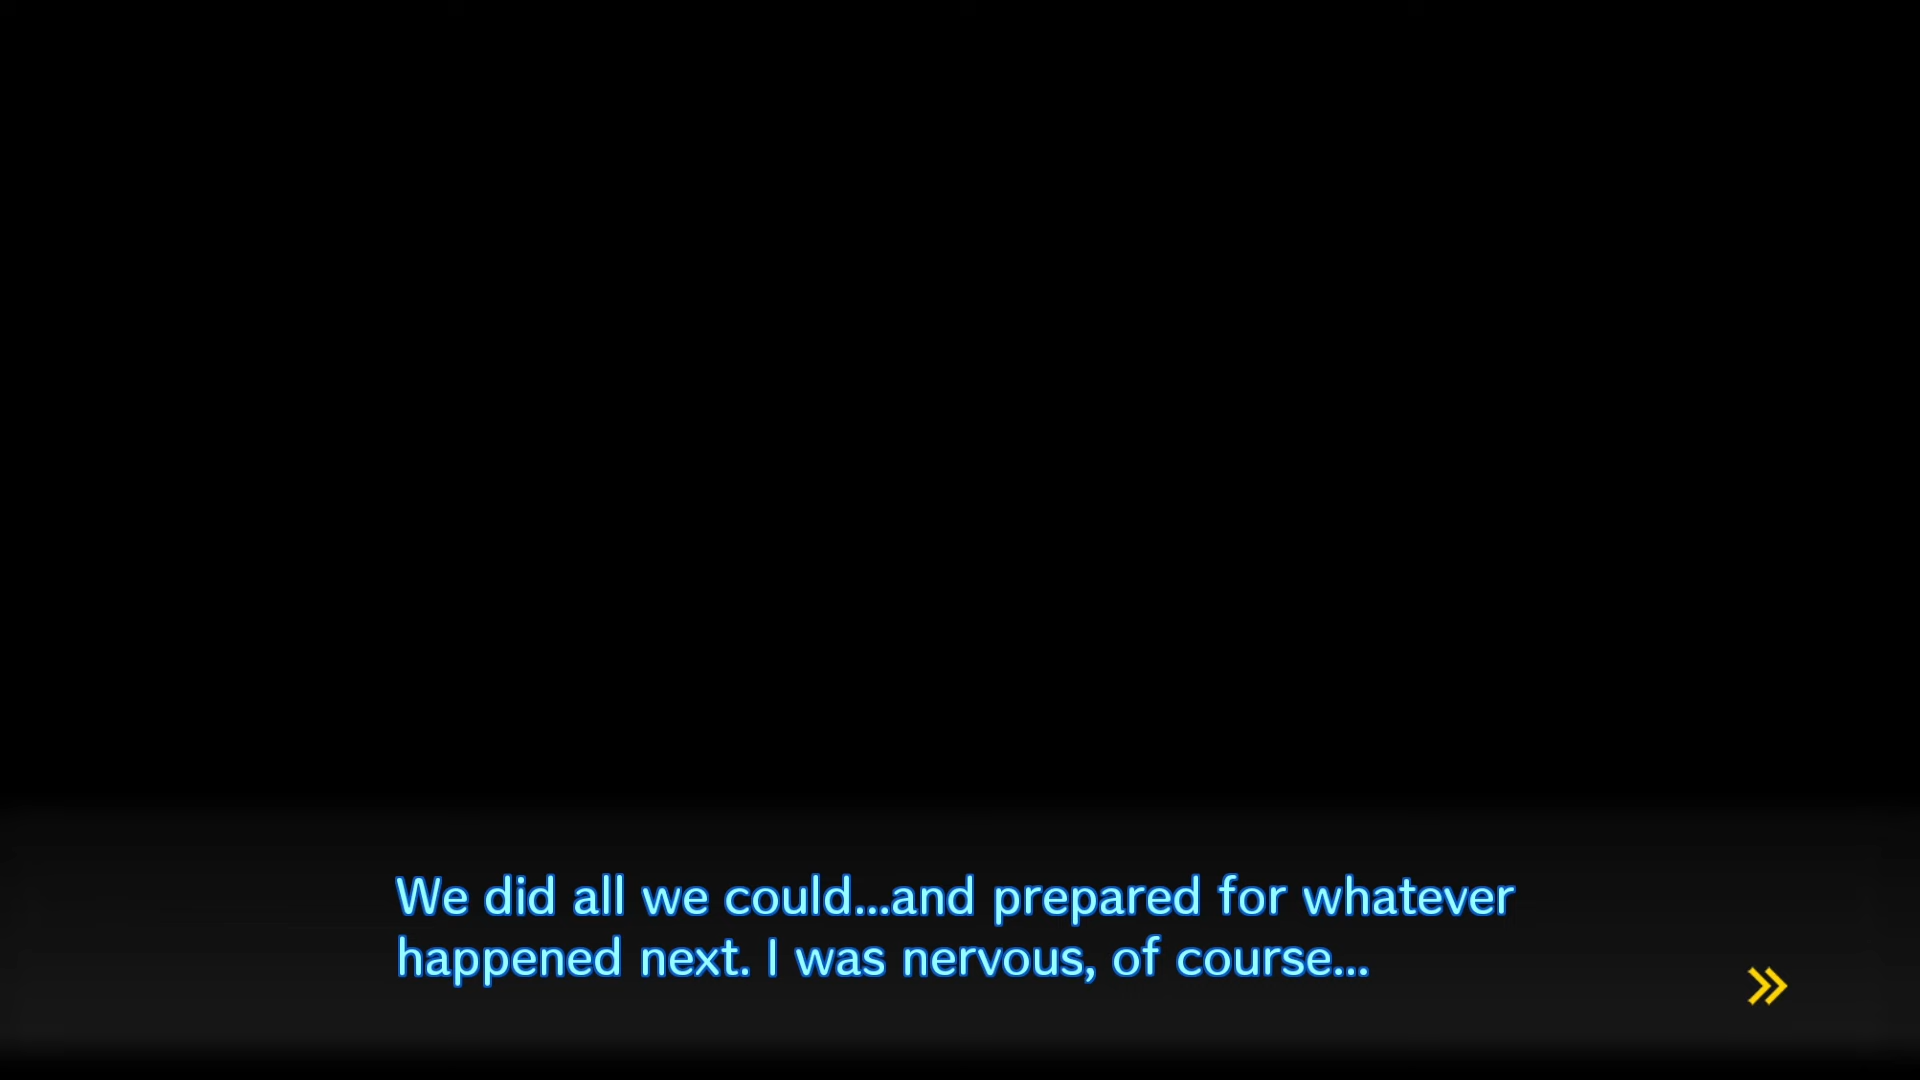 We did all we could...and prepared for whatever
happened next. I was nervous, of course...